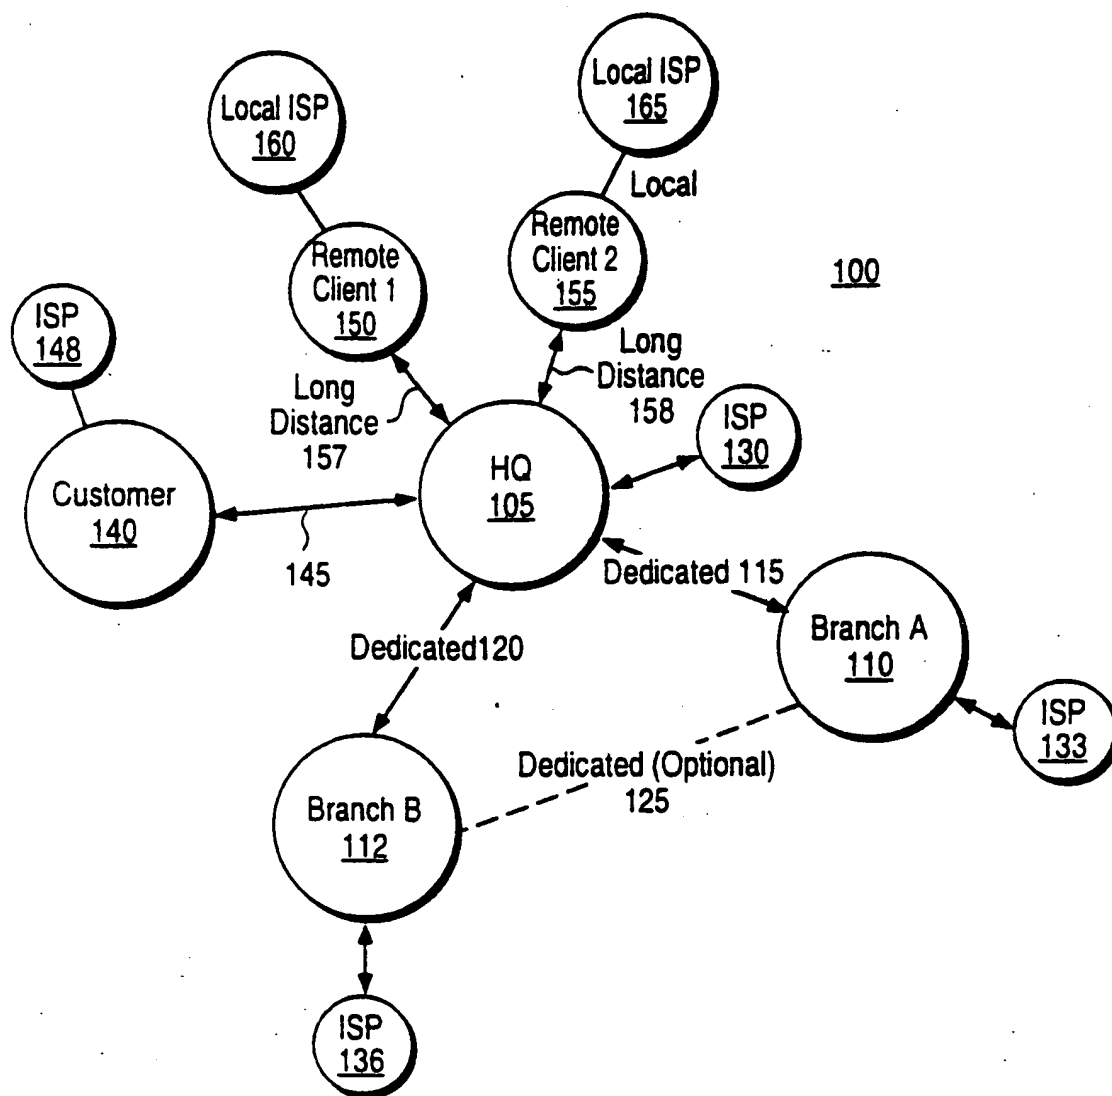 Local ISP
160
Local ISP
165
Local
Remote
Client 1
150
Remote
Client 2
155
100
ISP
148
Long
Distance
157
Long
Distance
158
ISP
130
Customer
140
HQ
105
145
Dedicated 115
Branch A
110
Dedicated120
ISP
133
Dedicated (Optional)
125
Branch B
112
ISP
136